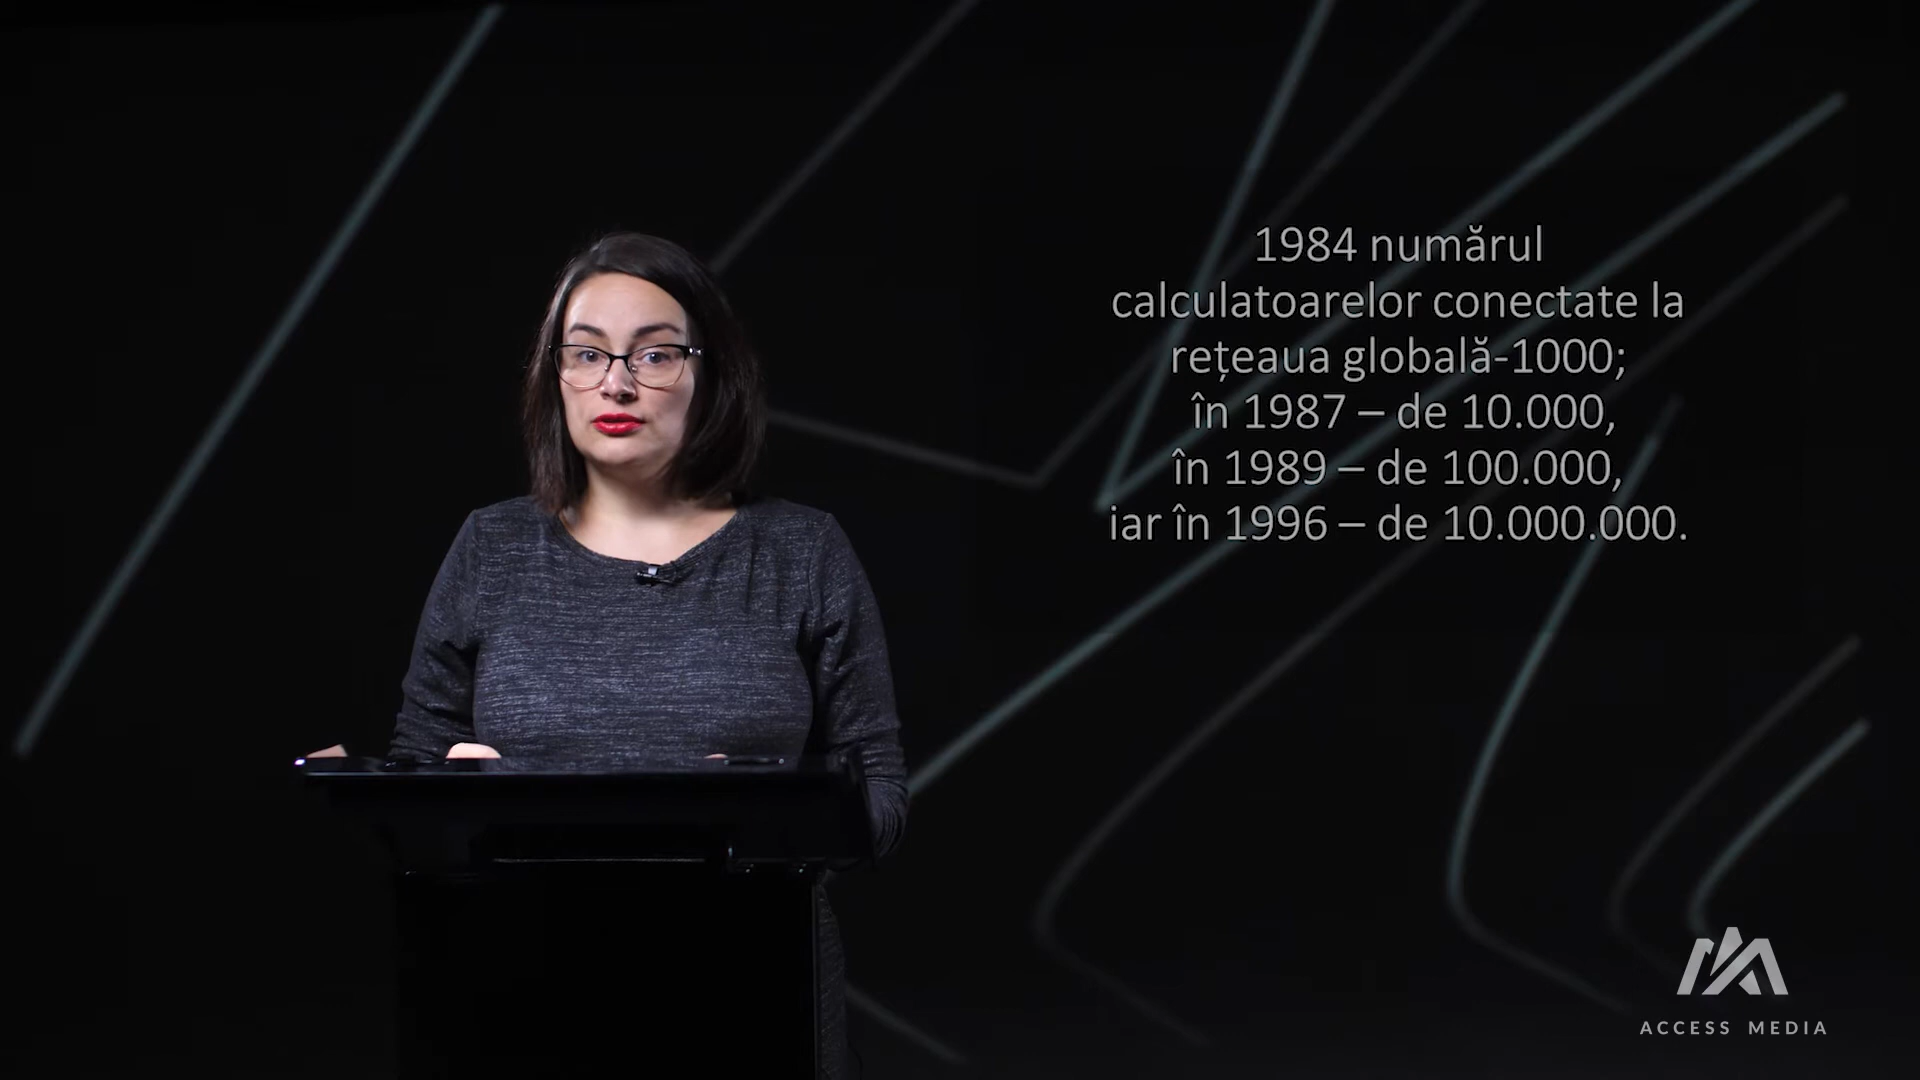 1984 numărul
calculatoarelor conectate la
rețeaua globală-1000;
în 1987 – de 10.000,
în 1989 – de 100.000,
iar în 1996 – de 10.000.000.
ACCESS MEDIA